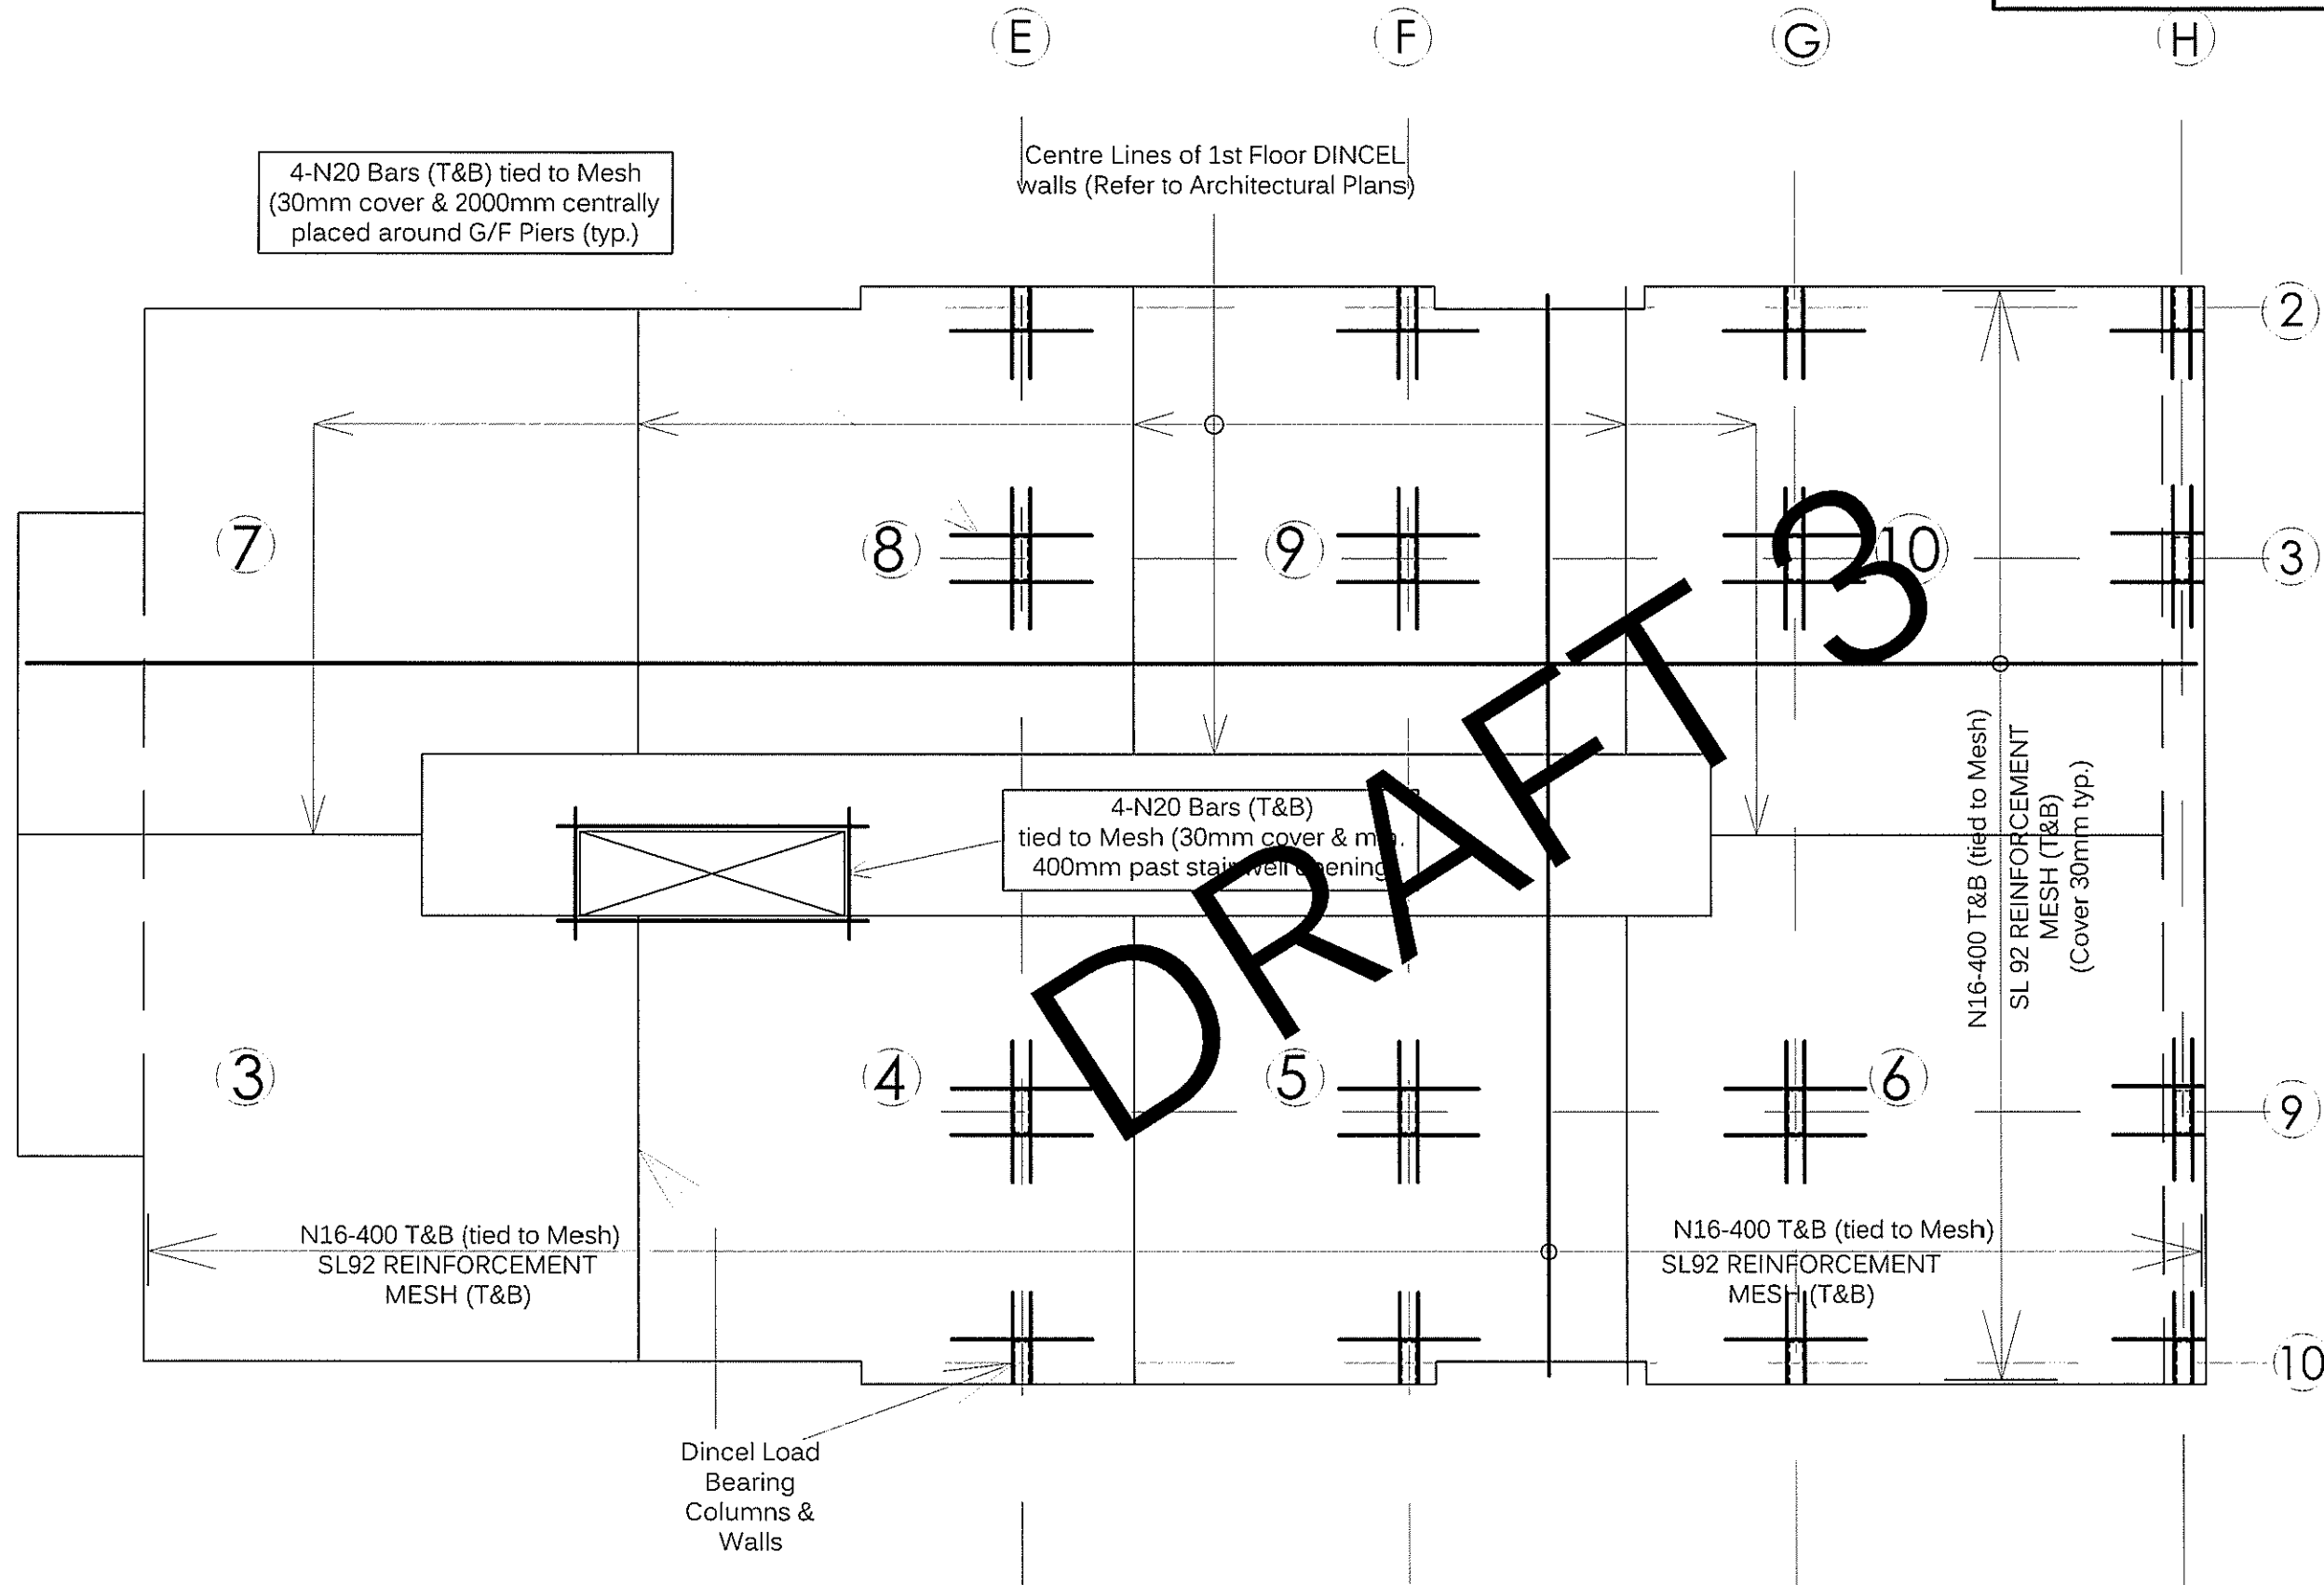 E
F
G
H
4-N20 Bars (T&B) tied to Mesh
(30mm cover & 2000mm centrally
placed around G/F Piers (typ.)
Centre Lines of 1st Floor DINCEL
walls (Refer to Architectural Plans)
2
7
8
9
10
3
4-N20 Bars (T&B)
tied to Mesh (30mm cover &
400mm past
N16-400 T&B (tied to Mesh)
SL 92 REINFORCEMENT
MESH (T&B)
(Cover 30mm typ.)
DRAFT 3
3
4
5
6
9
N16-400 T&B (tied to Mesh)
SL92 REINFORCEMENT
MESH (T&B)
N16-400 T&B (tied to Mesh)
SL92 REINFORCEMENT
MESH (T&B)
10
Dincel Load
Bearing
Columns &
Walls